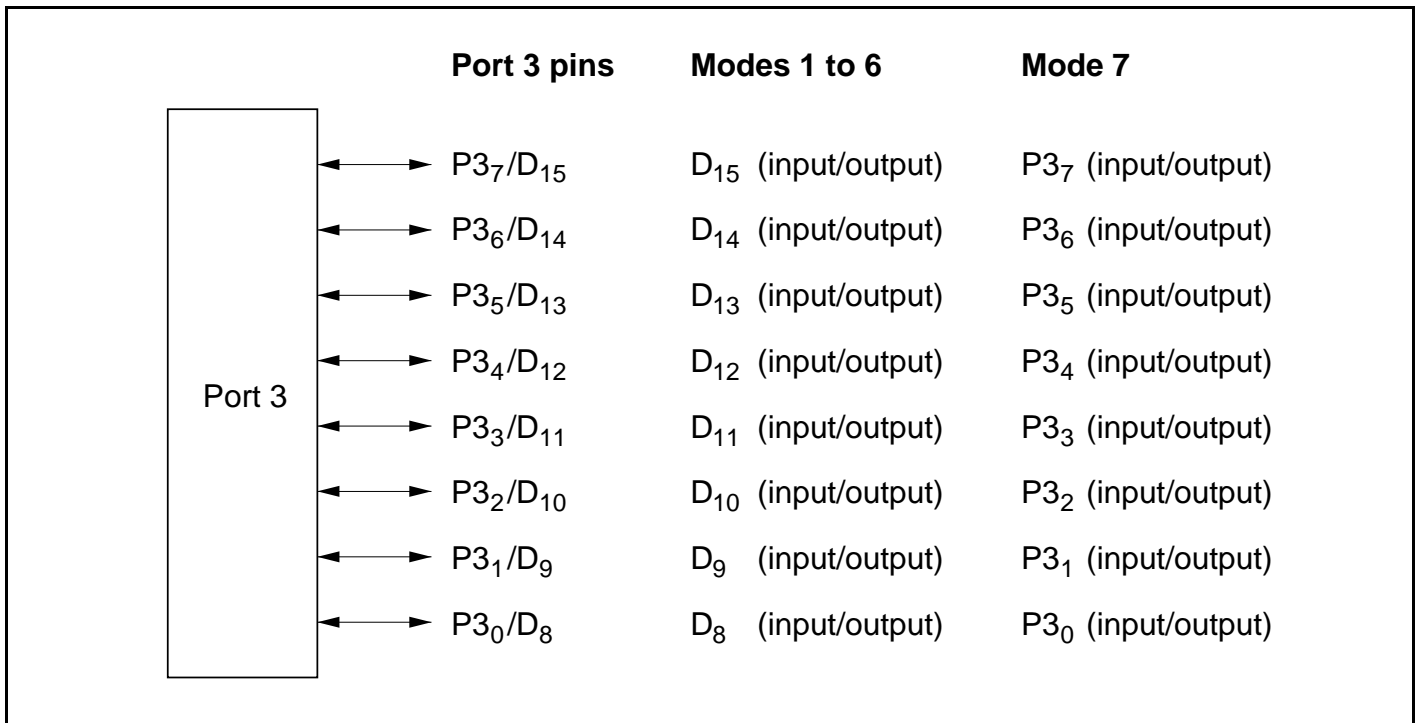 Port 3 pins Modes 1 to 6 Mode 7
P3₇/D₁₅ D₁₅ (input/output) P3₇ (input/output)
P3₆/D₁₄ D₁₄ (input/output) P3₆ (input/output)
P3₅/D₁₃ D₁₃ (input/output) P3₅ (input/output)
P3₄/D₁₂ D₁₂ (input/output) P3₄ (input/output)
Port 3
P3₃/D₁₁ D₁₁ (input/output) P3₃ (input/output)
P3₂/D₁₀ D₁₀ (input/output) P3₂ (input/output)
P3₁/D₉ D₉ (input/output) P3₁ (input/output)
P3₀/D₈ D₈ (input/output) P3₀ (input/output)